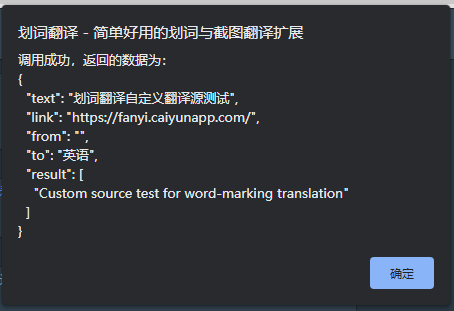 划词翻译 - 简单好用的划词与截图翻译扩展
调用成功，返回的数据为：
{
  "text": "划词翻译自定义翻译源测试",
  "link": "https://fanyi.caiyunapp.com/",
  "from": "",
  "to": "英语",
  "result": [
    "Custom source test for word-marking translation"
  ]
}
确定